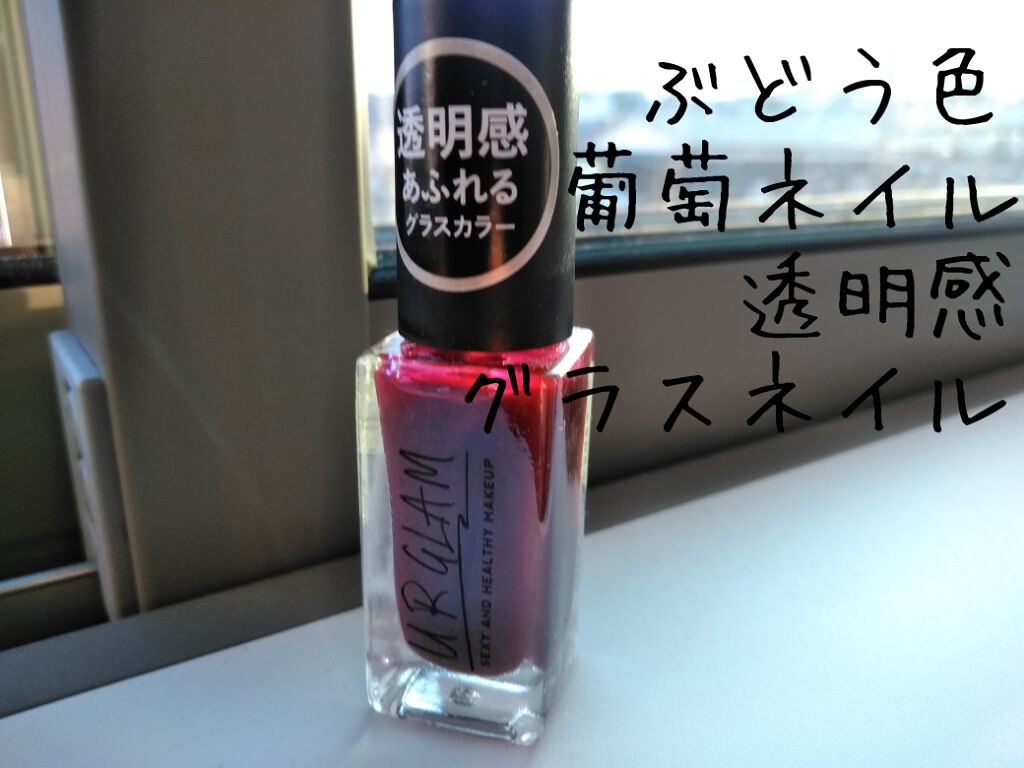 透明感
あふれる
グラスカラー
ぶどう色
葡萄ネイル
透明感
グラスネイル
U R GLAM
SEXY AND HEALTHY MAKEUP